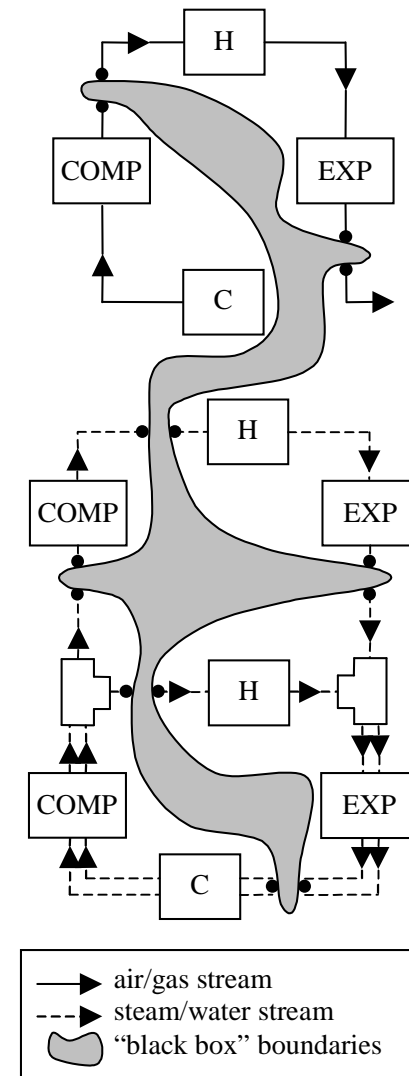 H
COMP
EXP
C
H
COMP
EXP
H
COMP
EXP
C
air/gas stream
steam/water stream
“black box” boundaries